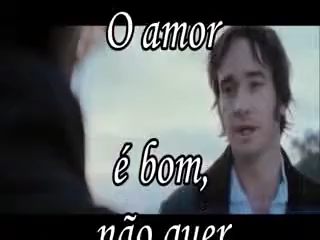 O amor
é bom,
não quer